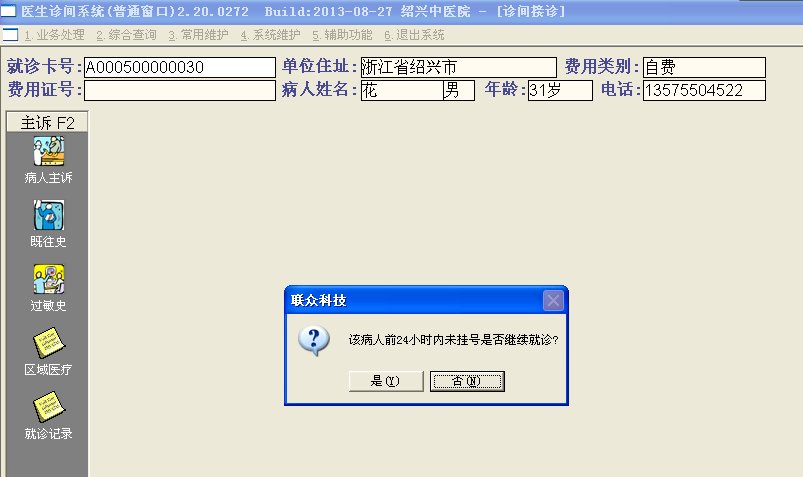 医生诊间系统(普通窗口)2.20.0272 Build:2013-08-27 绍兴中医院 - [诊间接诊]
1.业务处理 2.综合查询 3.常用维护 4.系统维护 5.辅助功能 6.退出系统
就诊卡号:A000500000030 单位住址:浙江省绍兴市 费用类别:自费
费用证号: 病人姓名:花 男 年龄:31岁 电话:13575504522
主诉 F2
病人主诉
既往史
过敏史
区域医疗
就诊记录
联众科技
该病人前24小时内未挂号是否继续就诊?
是(Y) 否(N)